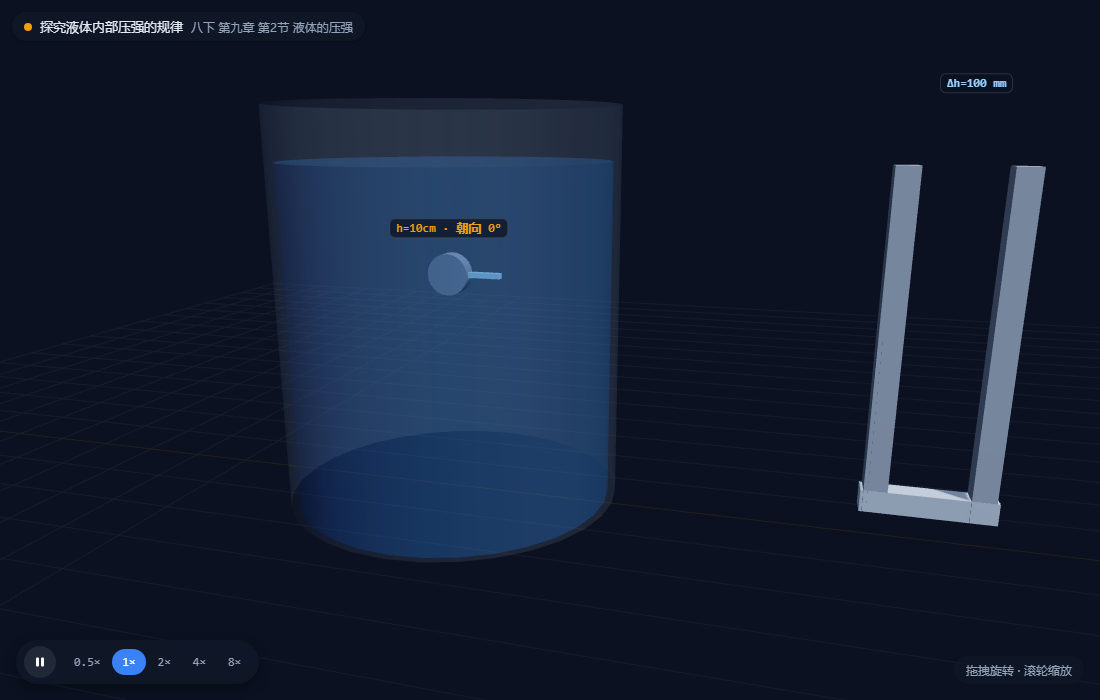 探究液体内部压强的规律 八下 第九章 第2节 液体的压强
Δh=100 mm
h=10cm · 朝向 0°
0.5× 1× 2× 4× 8×
拖拽旋转 · 滚轮缩放